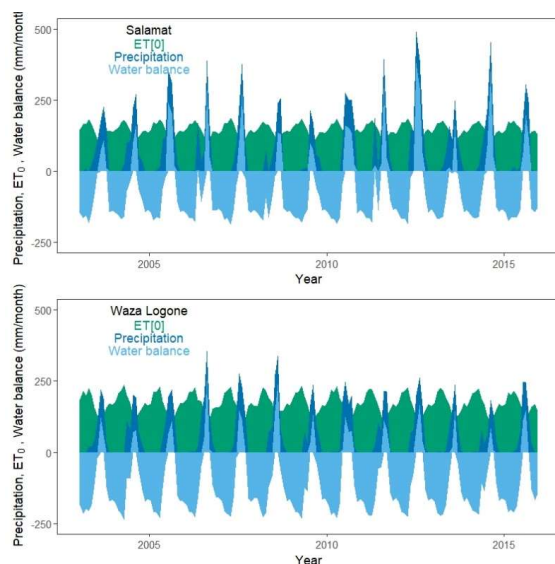 Precipitation, ET₀ , Water balance (mm/month
500
250
0
-250
Salamat
ET[0]
Precipitation
Water balance
2005
2010
2015
Year
Precipitation, ET₀ , Water balance (mm/month)
500
250
0
-250
Waza Logone
ET[0]
Precipitation
Water balance
2005
2010
2015
Year